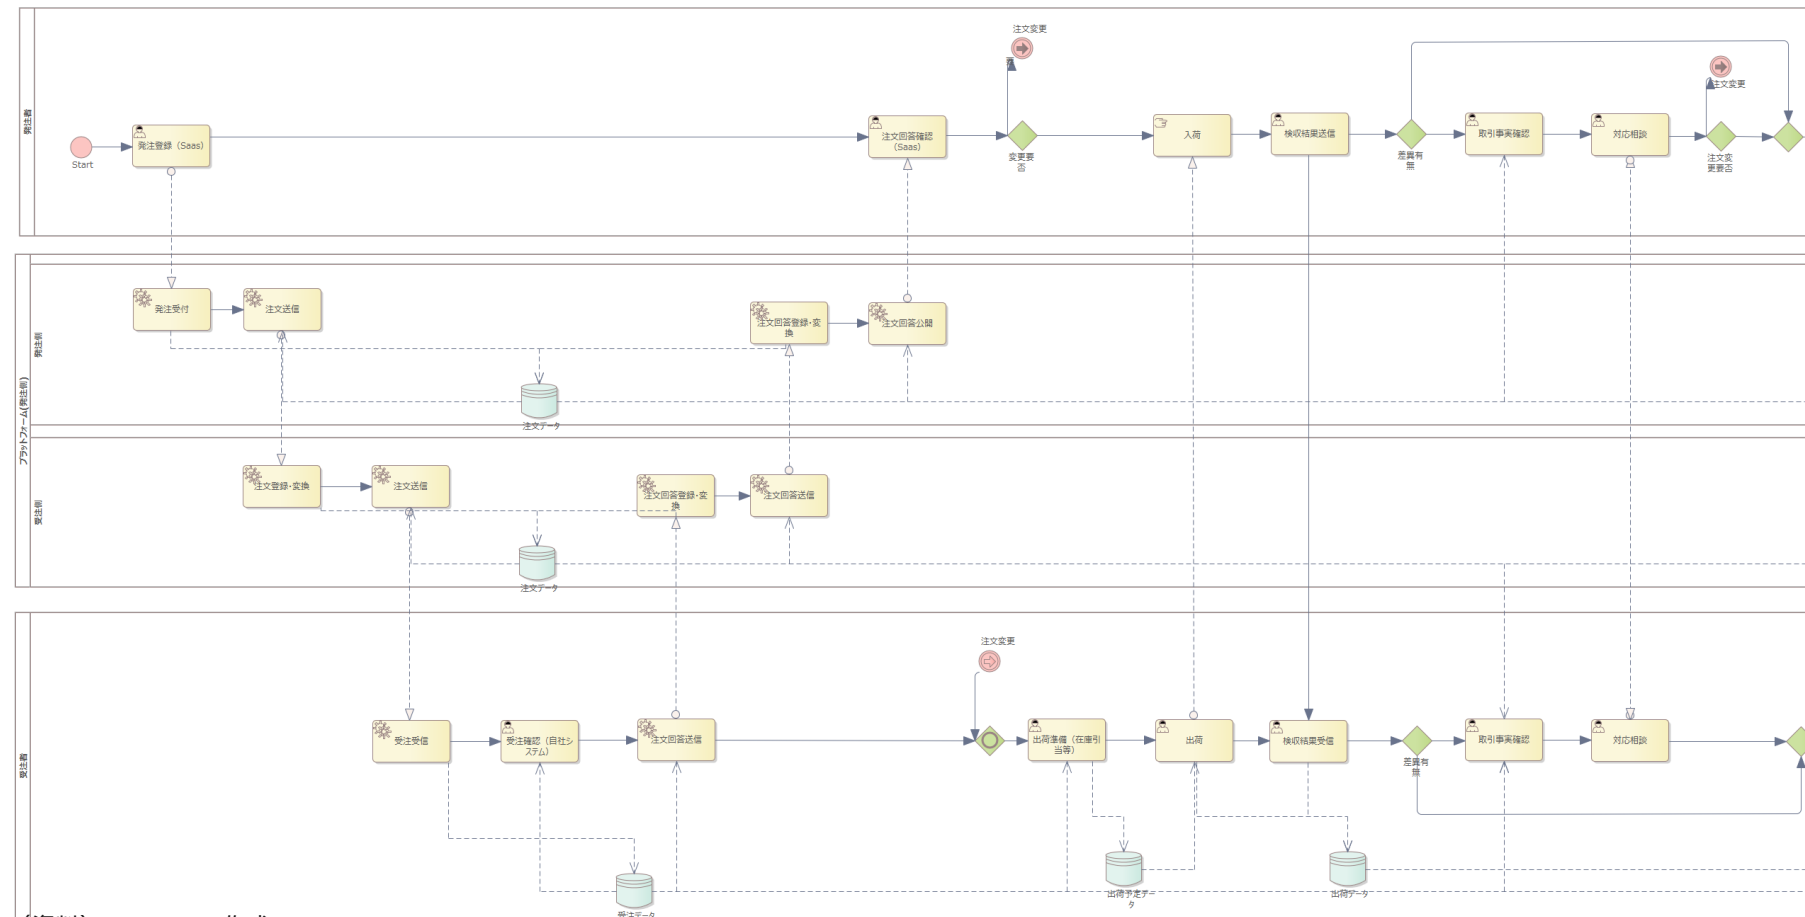 発注者
Start
発注登録（Saas）
注文回答確認
（Saas）
注文変更
変更要
否
入荷
検収結果送信
差異有
無
取引事実確認
対応相談
注文変更
注文変
更要否
プラットフォーム(発注側)
発注側
発注受付
注文送信
注文データ
注文回答登録・変
換
注文回答公開
受注側
注文登録・変換
注文送信
注文データ
注文回答登録・変
換
注文回答送信
受注者
受注受信
受注確認（自社シ
ステム）
注文回答送信
受注データ
注文変更
出荷準備（在庫引
当等）
出荷予定デー
タ
出荷
検収結果受信
出荷データ
差異有
無
取引事実確認
対応相談